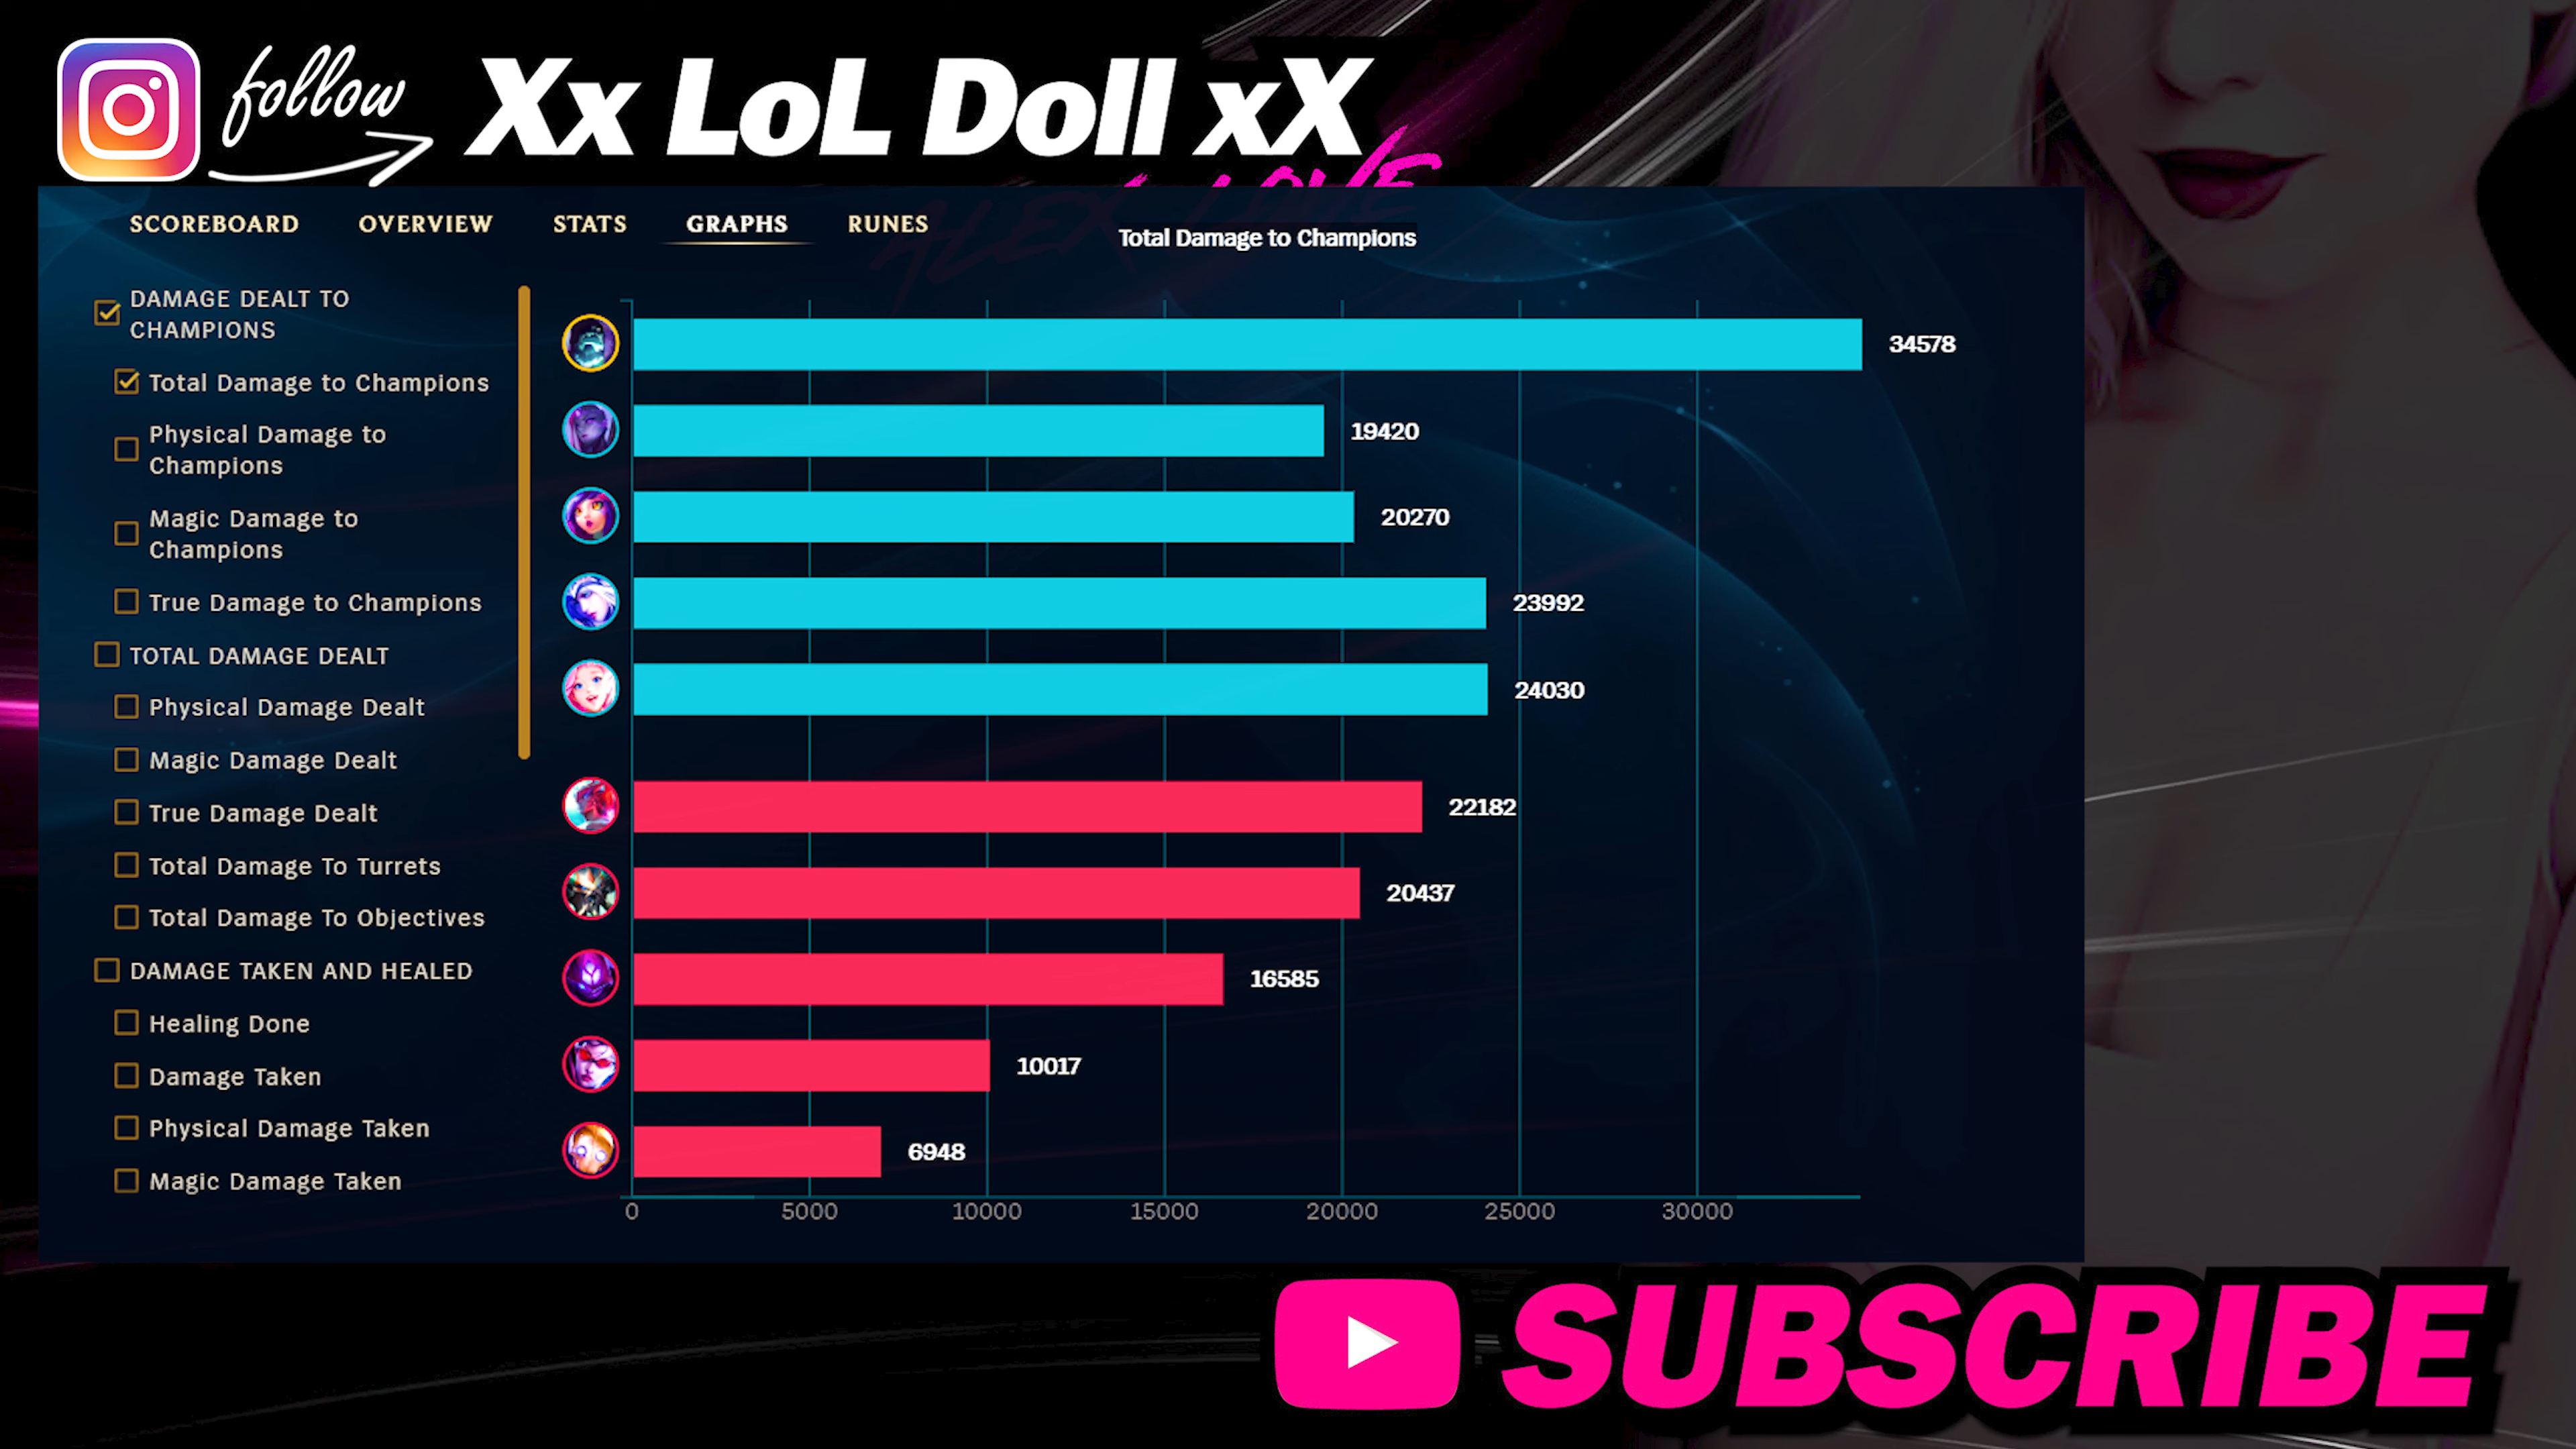 follow Xx LoL Doll xX
ALEX LOVE
SCOREBOARD OVERVIEW STATS GRAPHS RUNES
Total Damage to Champions
DAMAGE DEALT TO
CHAMPIONS
Total Damage to Champions
Physical Damage to
Champions
Magic Damage to
Champions
True Damage to Champions
TOTAL DAMAGE DEALT
Physical Damage Dealt
Magic Damage Dealt
True Damage Dealt
Total Damage To Turrets
Total Damage To Objectives
DAMAGE TAKEN AND HEALED
Healing Done
Damage Taken
Physical Damage Taken
Magic Damage Taken
34578
19420
20270
23992
24030
22182
20437
16585
10017
6948
0 5000 10000 15000 20000 25000 30000
SUBSCRIBE